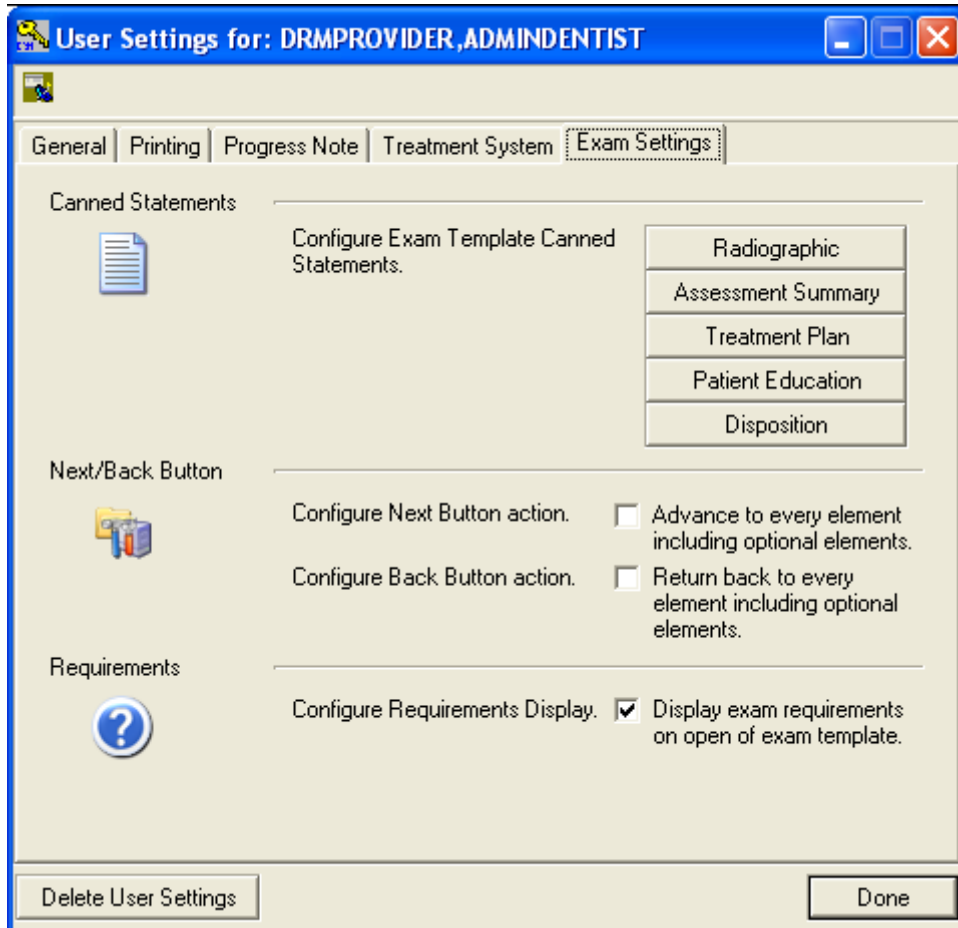 User Settings for: DRMPROVIDER,ADMINDENTIST
General Printing Progress Note Treatment System Exam Settings
Canned Statements
Configure Exam Template Canned
Statements.
Radiographic
Assessment Summary
Treatment Plan
Patient Education
Disposition
Next/Back Button
Configure Next Button action.
Advance to every element
including optional elements.
Configure Back Button action.
Return back to every
element including optional
elements.
Requirements
Configure Requirements Display.
Display exam requirements
on open of exam template.
Delete User Settings
Done